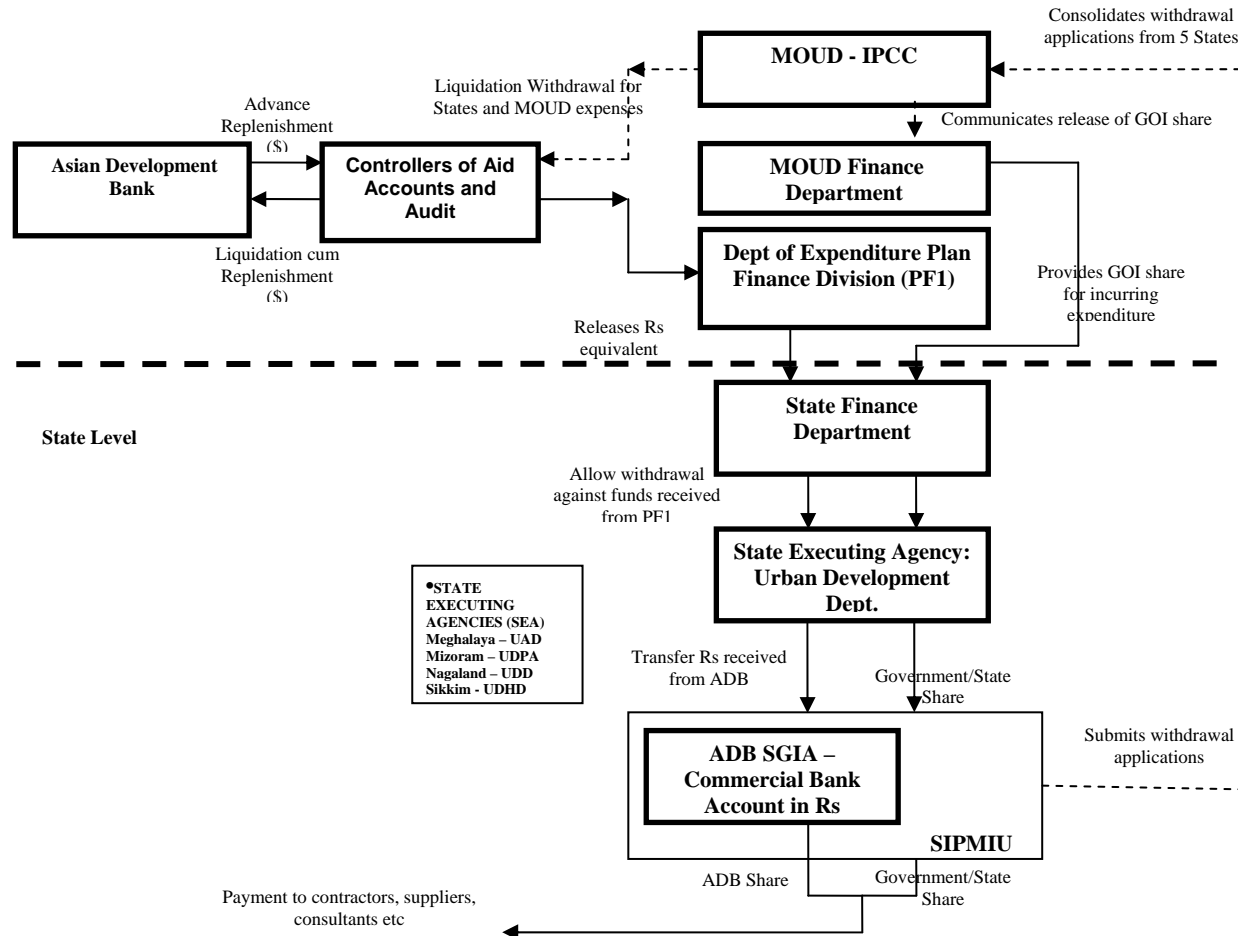 Consolidates withdrawal
applications from 5 States
MOUD - IPCC
Liquidation Withdrawal for
States and MOUD expenses
Advance
Replenishment
($)
Communicates release of GOI share
Asian Development
Bank
Controllers of Aid
Accounts and
Audit
MOUD Finance
Department
Liquidation cum
Replenishment
($)
Dept of Expenditure Plan
Finance Division (PF1)
Provides GOI share
for incurring
expenditure
Releases Rs
equivalent
State Finance
Department
State Level
Allow withdrawal
against funds received
from PF1
State Executing Agency:
Urban Development
Dept.
•STATE
EXECUTING
AGENCIES (SEA)
Meghalaya – UAD
Mizoram – UDPA
Nagaland – UDD
Sikkim - UDHD
Transfer Rs received
from ADB
Government/State
Share
ADB SGIA –
Commercial Bank
Account in Rs
Submits withdrawal
applications
SIPMIU
ADB Share
Government/State
Share
Payment to contractors, suppliers,
consultants etc